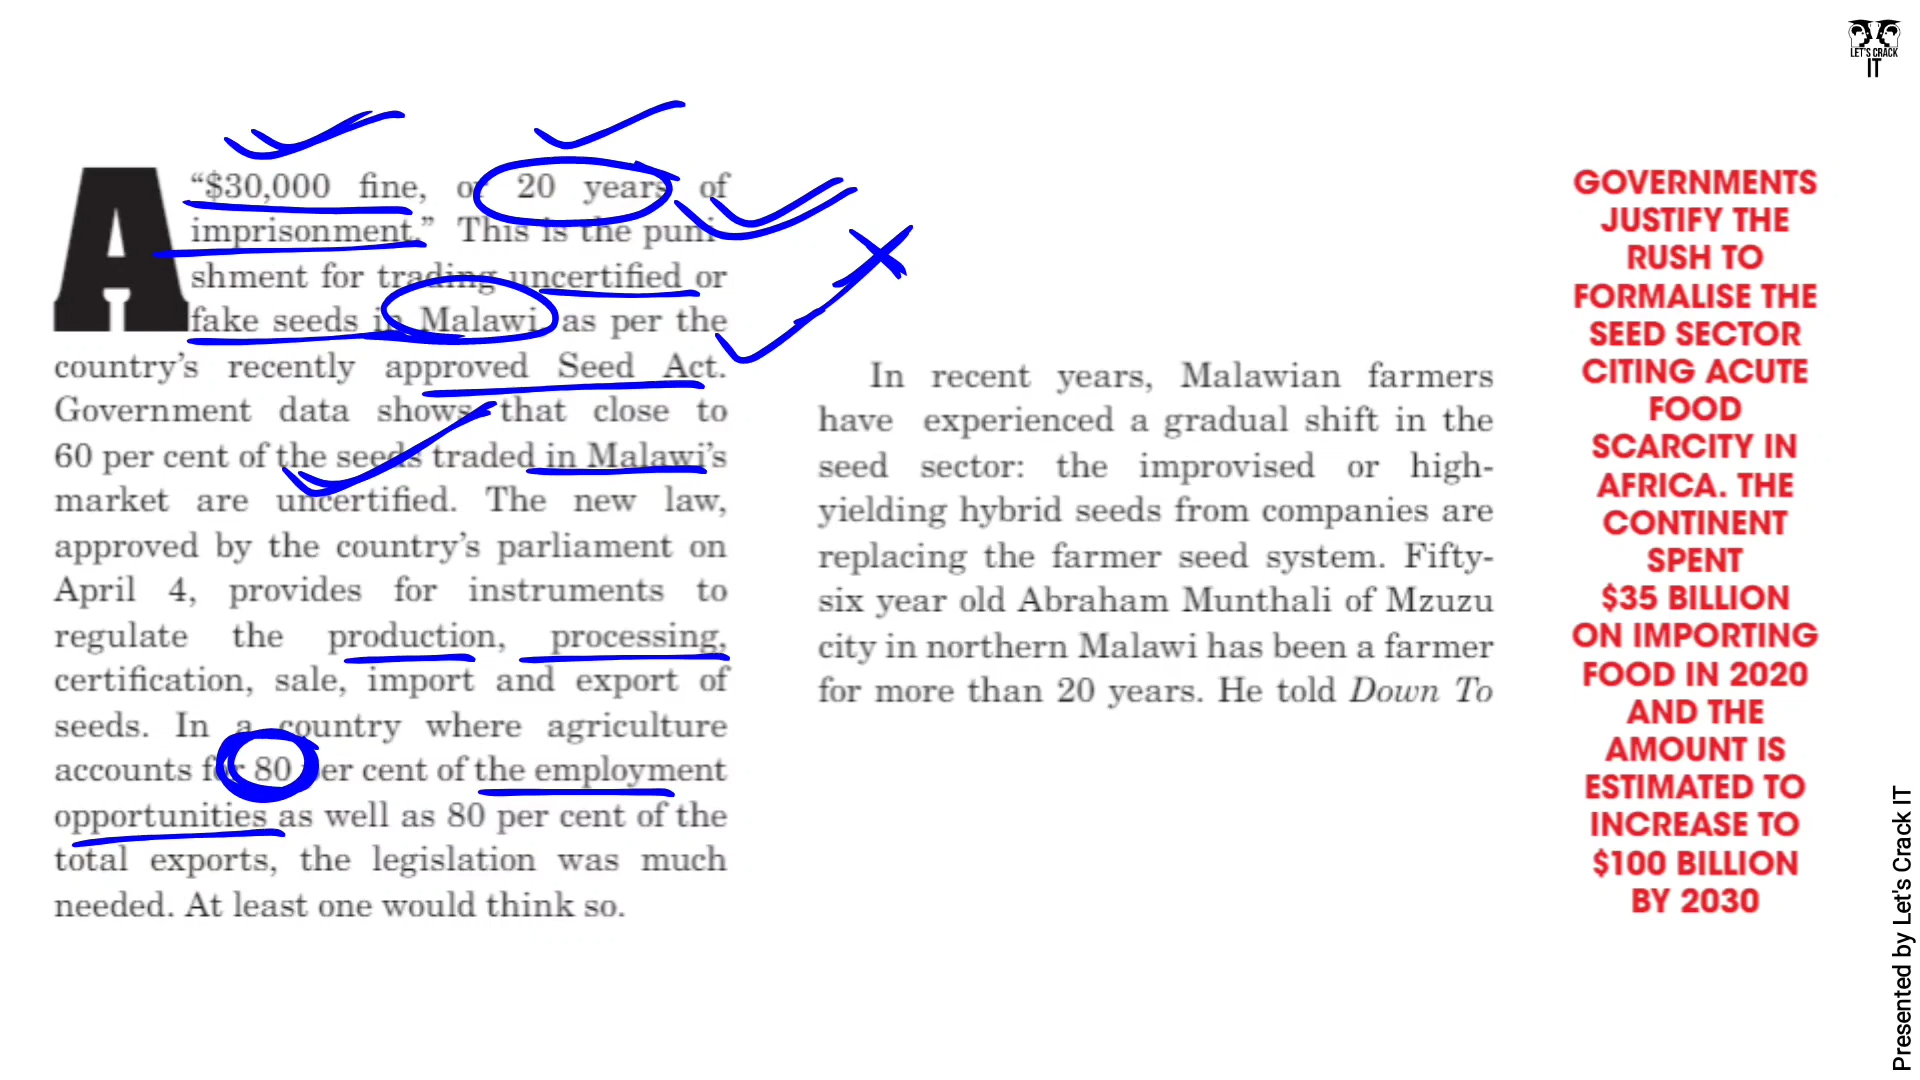 LET'S CRACK
IT
A "$30,000 fine, or 20 years of
imprisonment." This is the puni-
shment for trading uncertified or
fake seeds in Malawi, as per the
country's recently approved Seed Act.
Government data shows that close to
60 per cent of the seeds traded in Malawi's
market are uncertified. The new law,
approved by the country's parliament on
April 4, provides for instruments to
regulate the production, processing,
certification, sale, import and export of
seeds. In a country where agriculture
accounts for 80 per cent of the employment
opportunities as well as 80 per cent of the
total exports, the legislation was much
needed. At least one would think so.
In recent years, Malawian farmers
have experienced a gradual shift in the
seed sector: the improvised or high-
yielding hybrid seeds from companies are
replacing the farmer seed system. Fifty-
six year old Abraham Munthali of Mzuzu
city in northern Malawi has been a farmer
for more than 20 years. He told Down To
GOVERNMENTS
JUSTIFY THE
RUSH TO
FORMALISE THE
SEED SECTOR
CITING ACUTE
FOOD
SCARCITY IN
AFRICA. THE
CONTINENT
SPENT
$35 BILLION
ON IMPORTING
FOOD IN 2020
AND THE
AMOUNT IS
ESTIMATED TO
INCREASE TO
$100 BILLION
BY 2030
Presented by Let's Crack IT